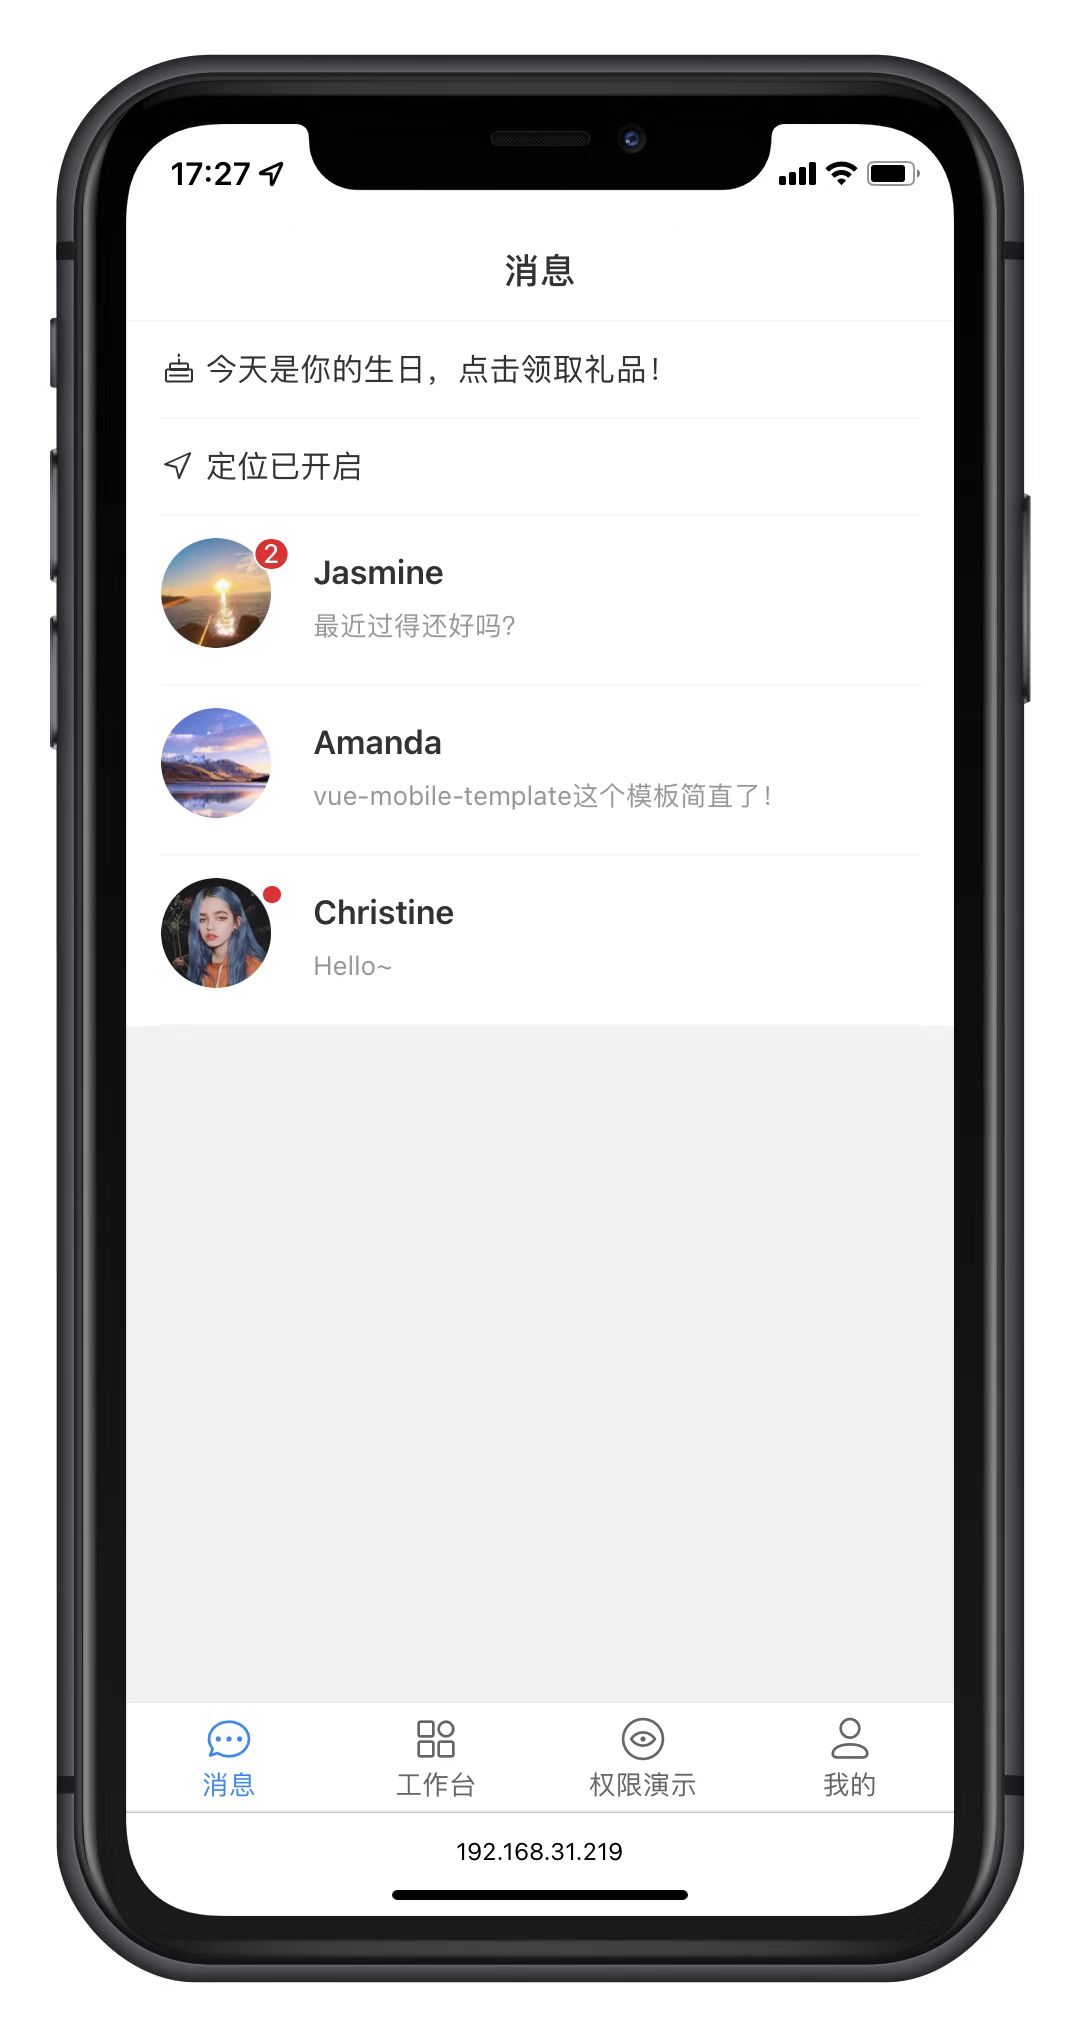 17:27
消息
今天是你的生日，点击领取礼品！
定位已开启
2
Jasmine
最近过得还好吗?
Amanda
vue-mobile-template这个模板简直了！
Christine
Hello~
消息
工作台
权限演示
我的
192.168.31.219